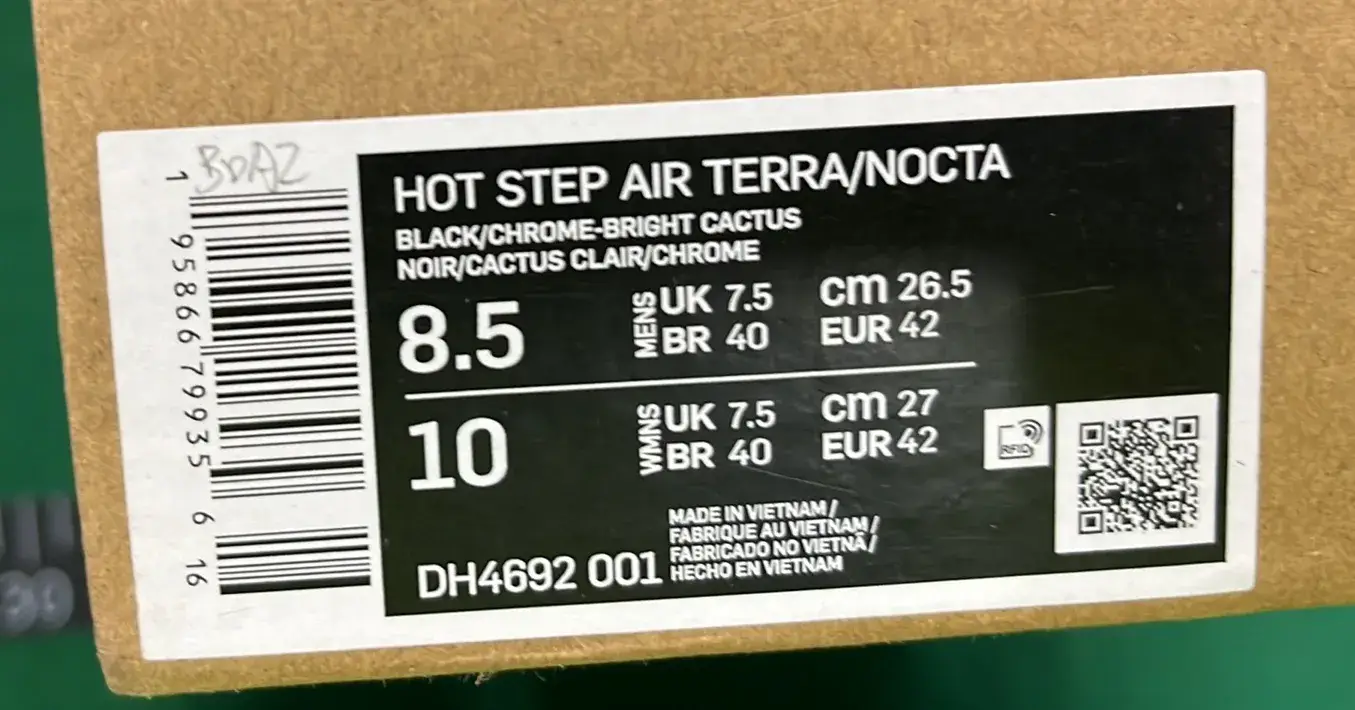 BDAZ
1 95866 79935 6 16
HOT STEP AIR TERRA/NOCTA
BLACK/CHROME-BRIGHT CACTUS
NOIR/CACTUS CLAIR/CHROME
8.5 MENS UK 7.5 cm 26.5
BR 40 EUR 42
10 WMNS UK 7.5 cm 27
BR 40 EUR 42
RFID
MADE IN VIETNAM/
FABRIQUE AU VIETNAM/
FABRICADO NO VIETNÃ/
HECHO EN VIETNAM
DH4692 001